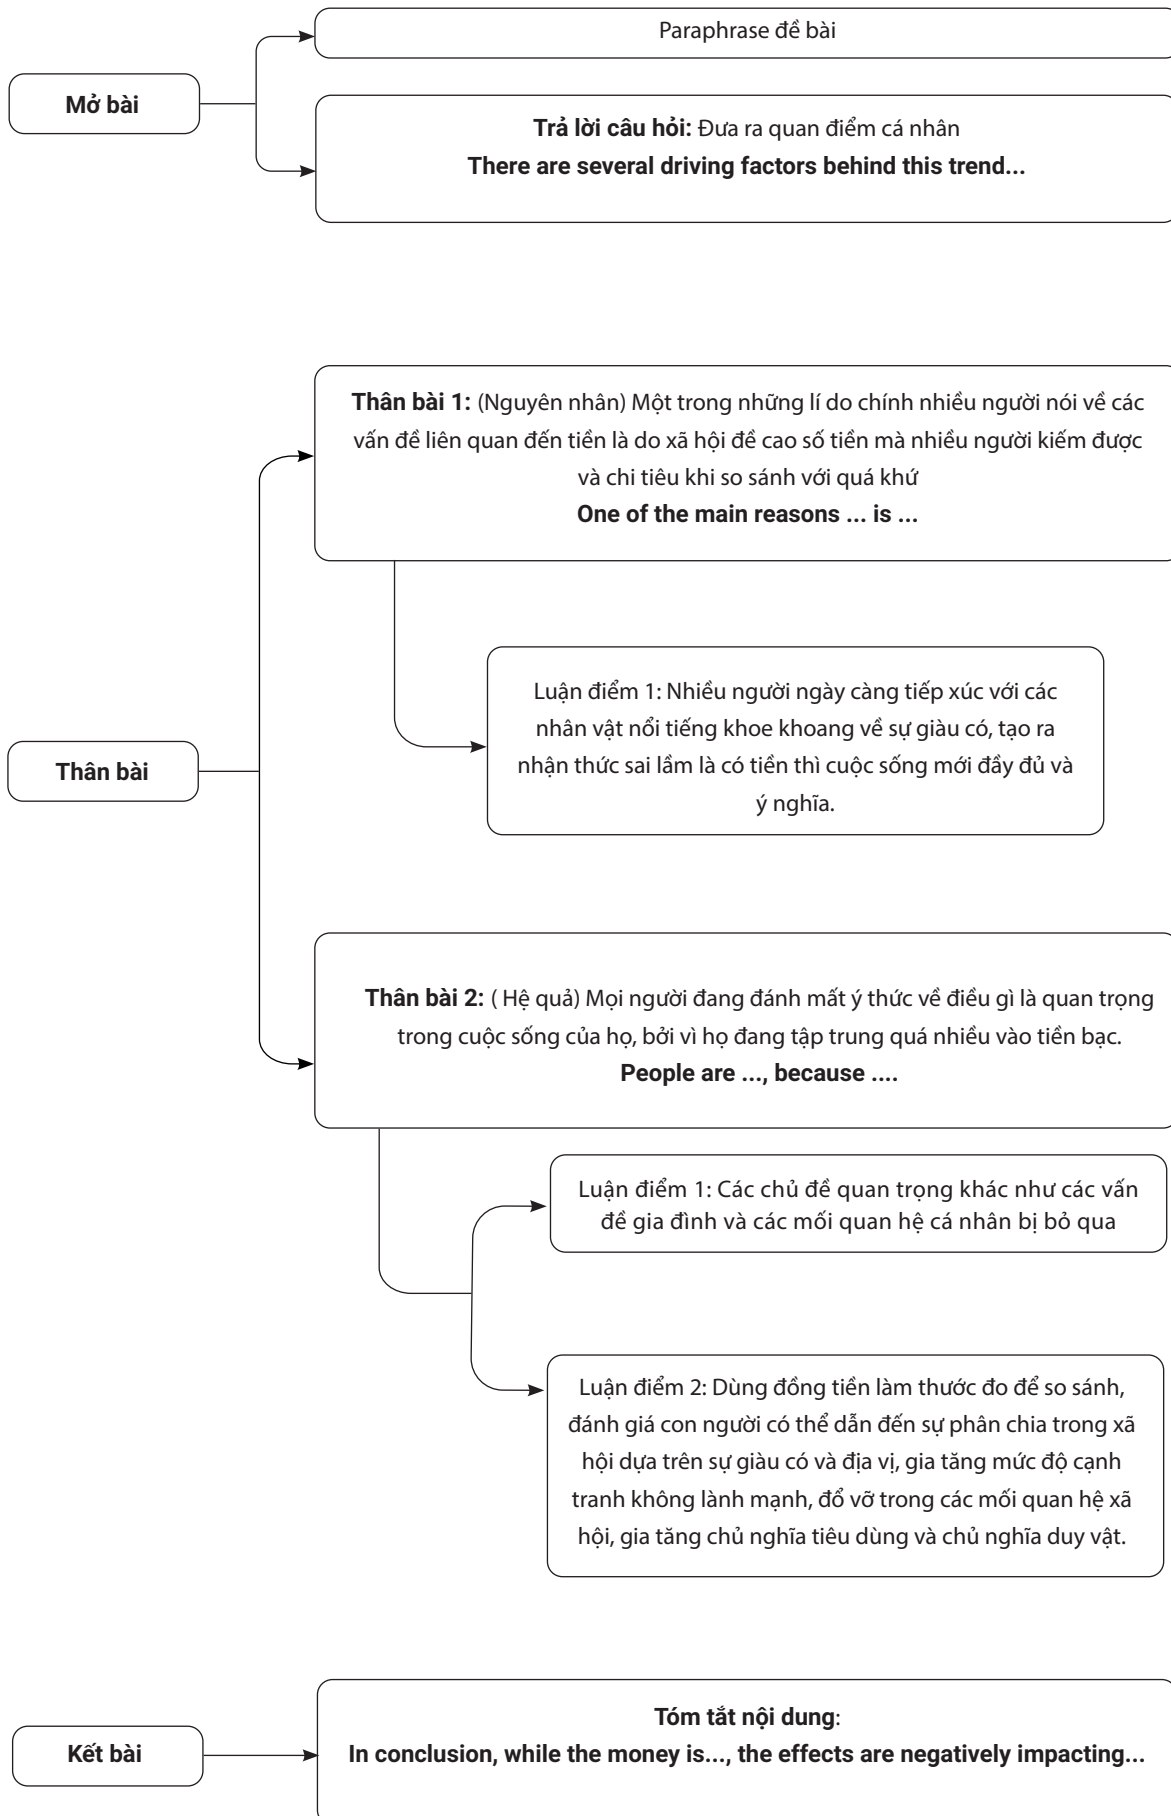 Mở bài
Paraphrase đề bài
Trả lời câu hỏi: Đưa ra quan điểm cá nhân
There are several driving factors behind this trend...
Thân bài
Thân bài 1: (Nguyên nhân) Một trong những lí do chính nhiều người nói về các
vấn đề liên quan đến tiền là do xã hội đề cao số tiền mà nhiều người kiếm được
và chi tiêu khi so sánh với quá khứ
One of the main reasons ... is ...
Luận điểm 1: Nhiều người ngày càng tiếp xúc với các
nhân vật nổi tiếng khoe khoang về sự giàu có, tạo ra
nhận thức sai lầm là có tiền thì cuộc sống mới đầy đủ và
ý nghĩa.
Thân bài 2: ( Hệ quả) Mọi người đang đánh mất ý thức về điều gì là quan trọng
trong cuộc sống của họ, bởi vì họ đang tập trung quá nhiều vào tiền bạc.
People are ..., because ....
Luận điểm 1: Các chủ đề quan trọng khác như các vấn
đề gia đình và các mối quan hệ cá nhân bị bỏ qua
Luận điểm 2: Dùng đồng tiền làm thước đo để so sánh,
đánh giá con người có thể dẫn đến sự phân chia trong xã
hội dựa trên sự giàu có và địa vị, gia tăng mức độ cạnh
tranh không lành mạnh, đổ vỡ trong các mối quan hệ xã
hội, gia tăng chủ nghĩa tiêu dùng và chủ nghĩa duy vật.
Kết bài
Tóm tắt nội dung:
In conclusion, while the money is..., the effects are negatively impacting...